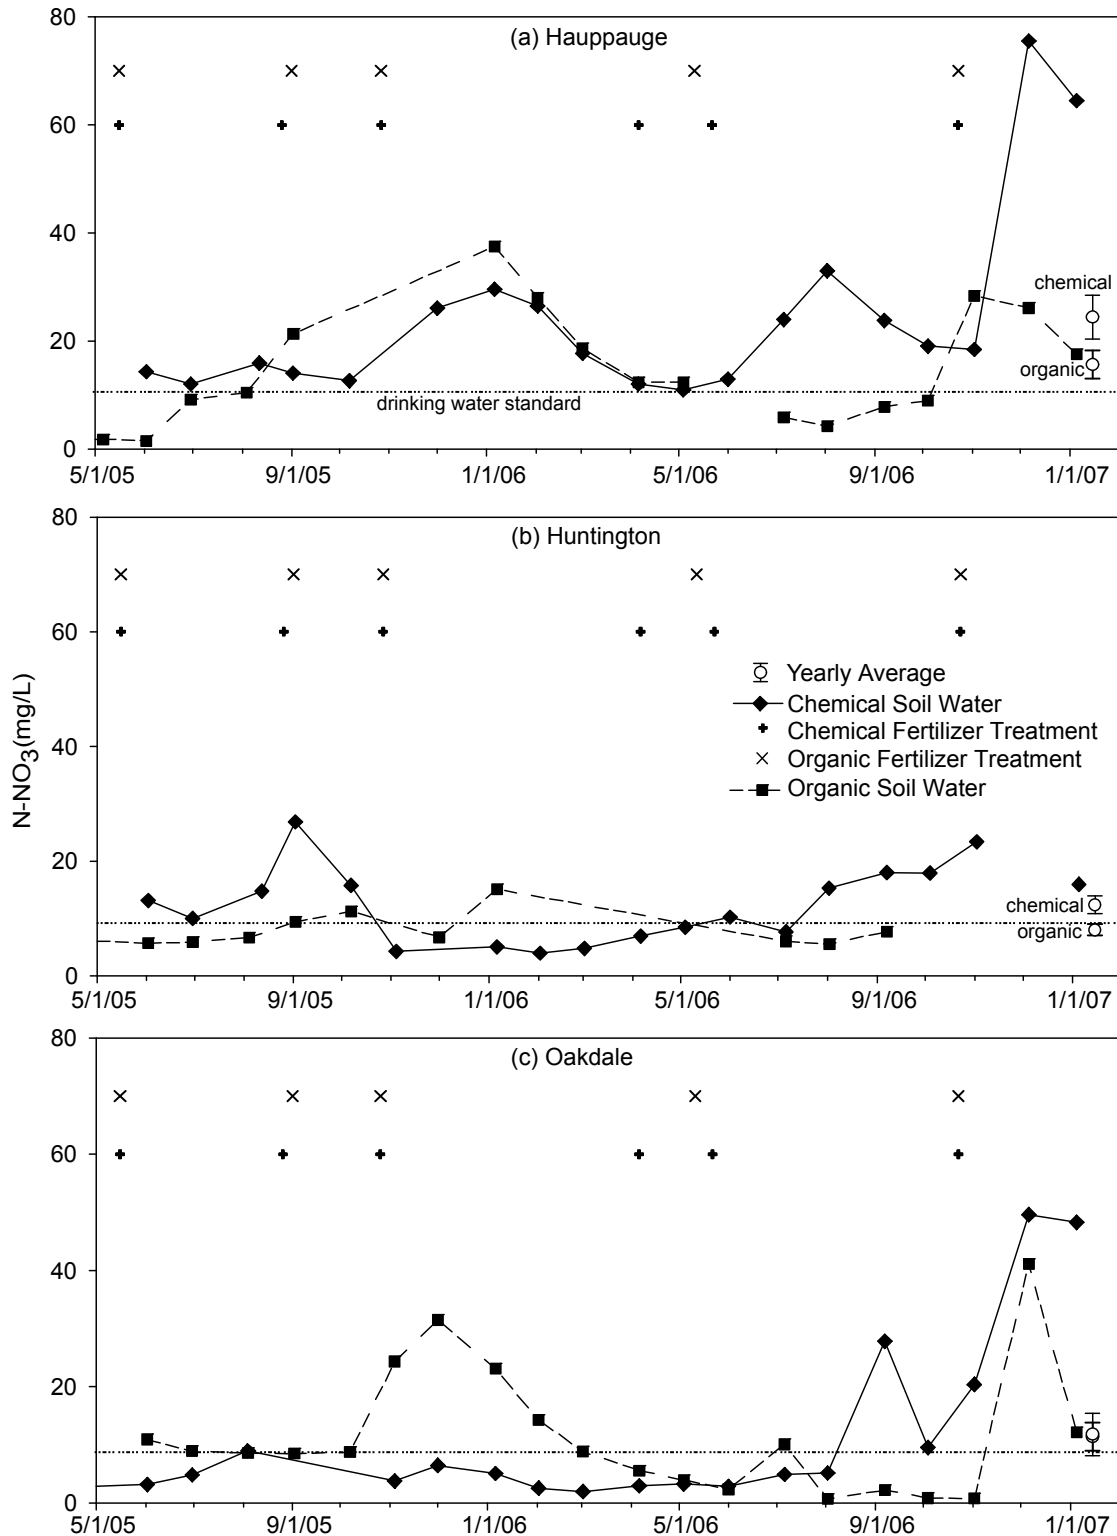 80
(a) Hauppauge
60
40
chemical
20
organic
drinking water standard
0
5/1/05 9/1/05 1/1/06 5/1/06 9/1/06 1/1/07
80
(b) Huntington
60
Yearly Average
Chemical Soil Water
Chemical Fertilizer Treatment
Organic Fertilizer Treatment
Organic Soil Water
N-NO3(mg/L)
40
20
chemical
organic
0
5/1/05 9/1/05 1/1/06 5/1/06 9/1/06 1/1/07
80
(c) Oakdale
60
40
20
0
5/1/05 9/1/05 1/1/06 5/1/06 9/1/06 1/1/07